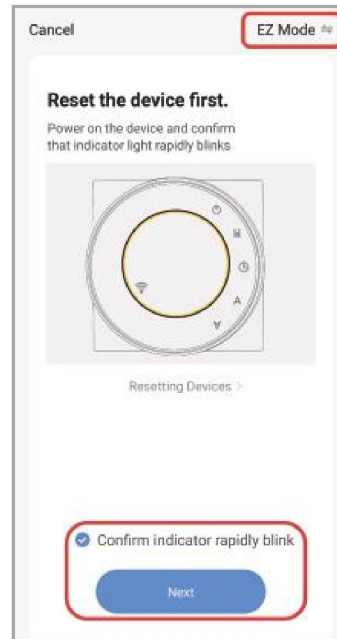 Cancel
EZ Mode
Reset the device first.
Power on the device and confirm
that indicator light rapidly blinks
Resetting Devices >
Confirm indicator rapidly blink
Next